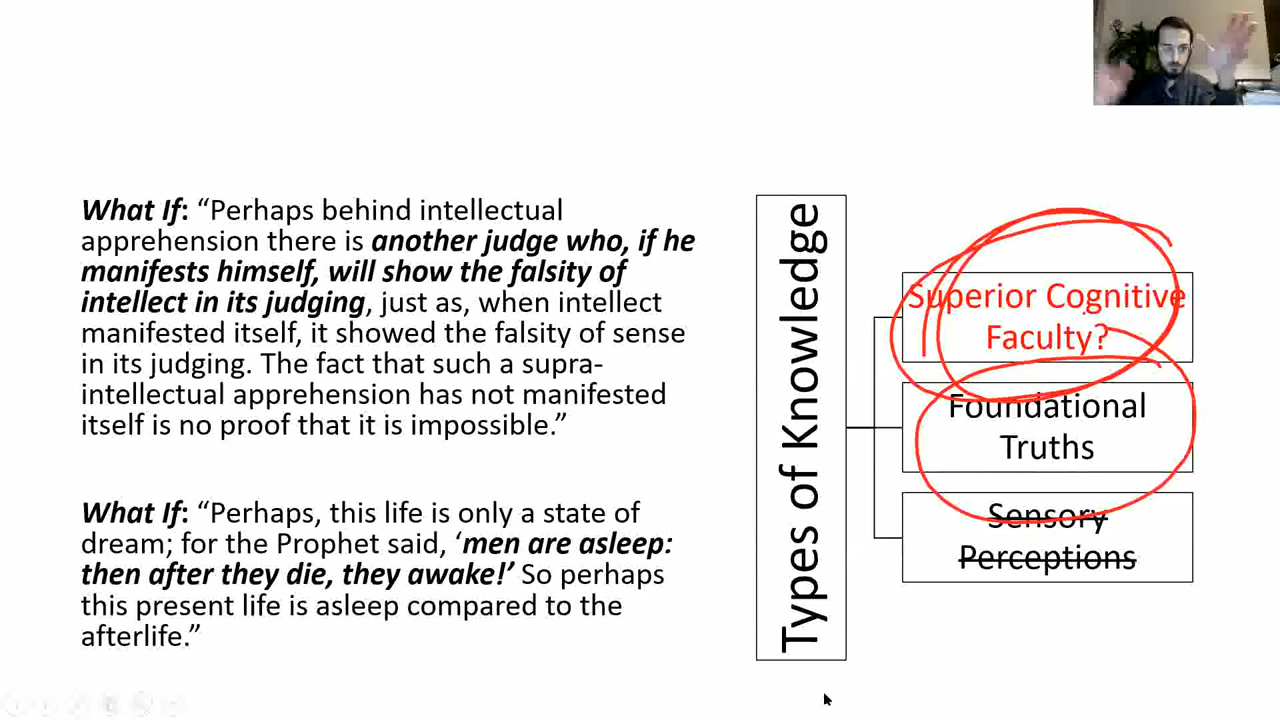 What If: “Perhaps behind intellectual
apprehension there is another judge who, if he
manifests himself, will show the falsity of
intellect in its judging, just as, when intellect
manifested itself, it showed the falsity of sense
in its judging. The fact that such a supra-
intellectual apprehension has not manifested
itself is no proof that it is impossible.”
What If: “Perhaps, this life is only a state of
dream; for the Prophet said, ‘men are asleep:
then after they die, they awake!’ So perhaps
this present life is asleep compared to the
afterlife.”
Types of Knowledge
Superior Cognitive
Faculty?
Foundational
Truths
Sensory
Perceptions